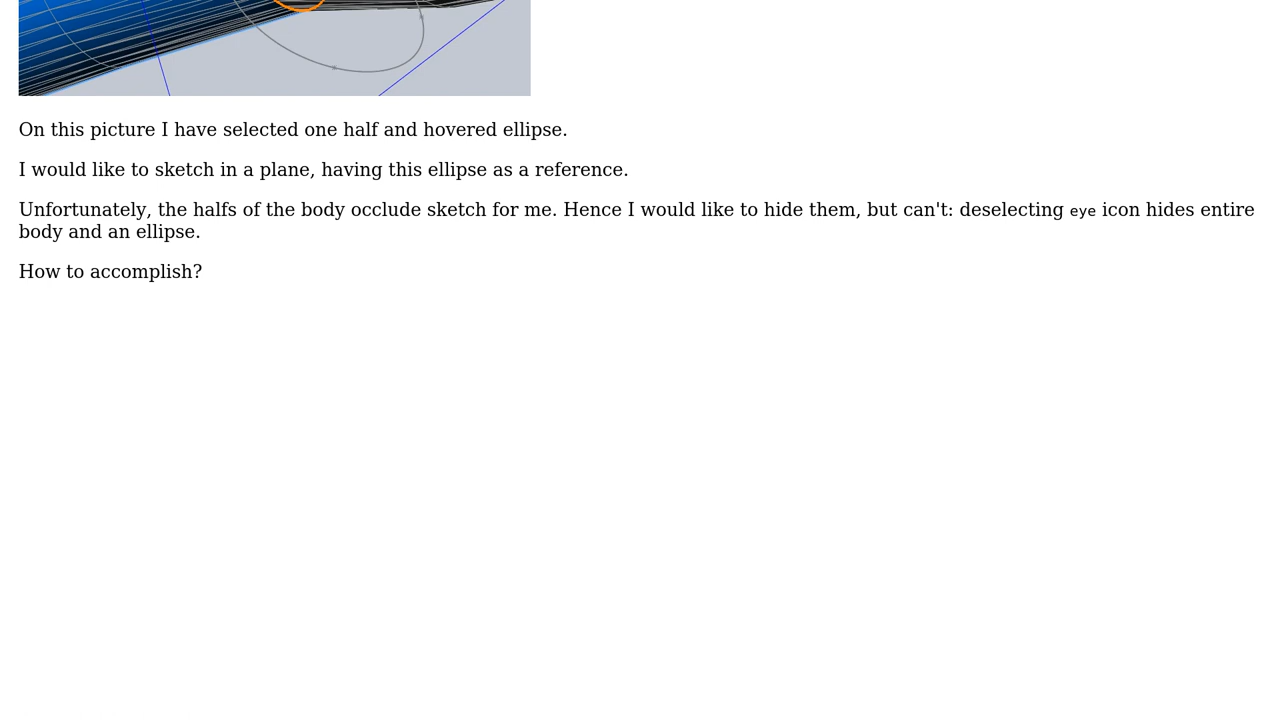 On this picture I have selected one half and hovered ellipse.
I would like to sketch in a plane, having this ellipse as a reference.
Unfortunately, the halfs of the body occlude sketch for me. Hence I would like to hide them, but can't: deselecting eye icon hides entire
body and an ellipse.
How to accomplish?